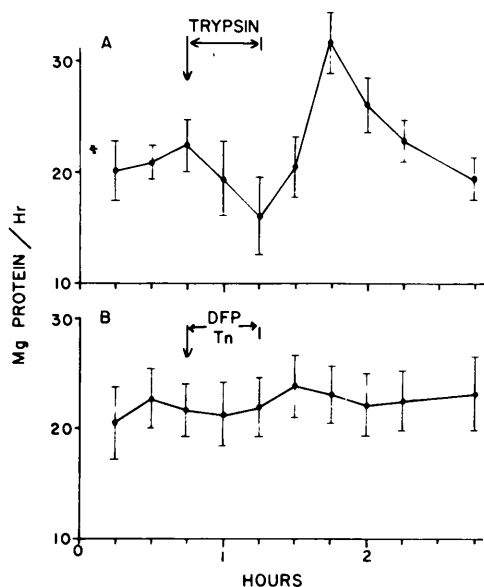 A
TRYPSIN
30
20
10
B
DFP
Tn
30
20
10
0
1
2
HOURS
Mg PROTEIN / Hr